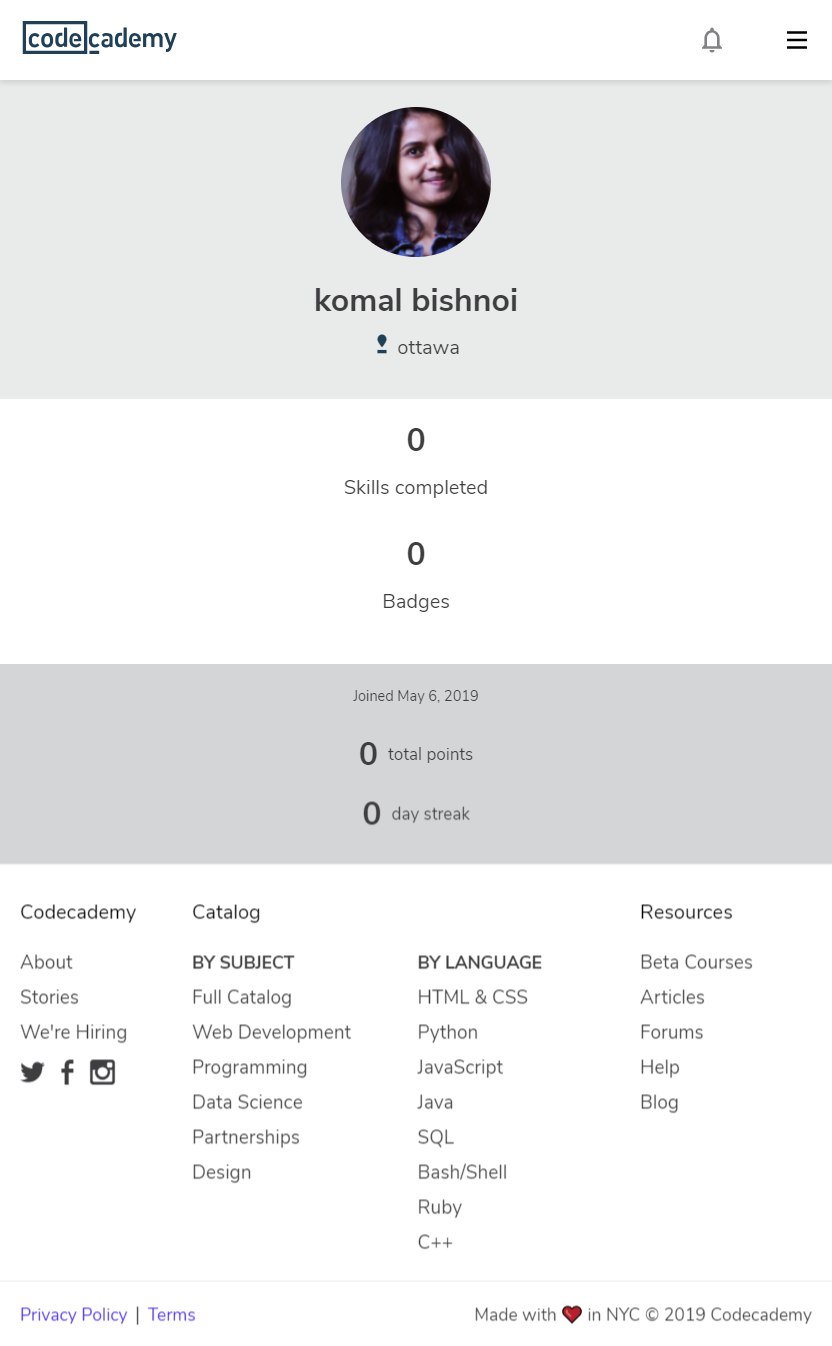 codecademy
komal bishnoi
ottawa
0
Skills completed
0
Badges
Joined May 6, 2019
0 total points
0 day streak
Codecademy
About
Stories
We're Hiring
Catalog
BY SUBJECT
Full Catalog
Web Development
Programming
Data Science
Partnerships
Design
BY LANGUAGE
HTML & CSS
Python
JavaScript
Java
SQL
Bash/Shell
Ruby
C++
Resources
Beta Courses
Articles
Forums
Help
Blog
Privacy Policy | Terms
Made with ❤ in NYC © 2019 Codecademy